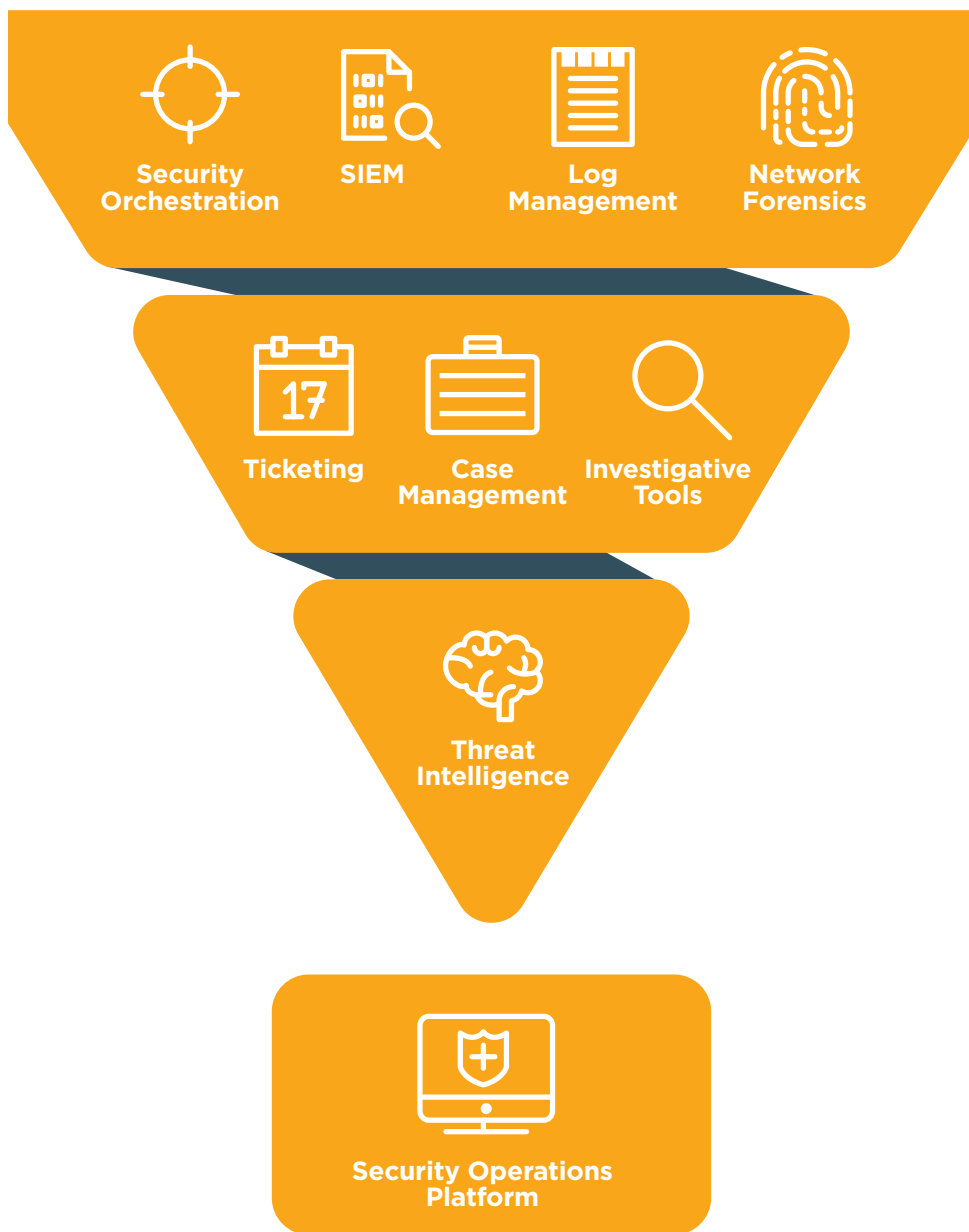 Security
Orchestration
SIEM
Log
Management
Network
Forensics
17
Ticketing
Case
Management
Investigative
Tools
Threat
Intelligence
Security Operations
Platform